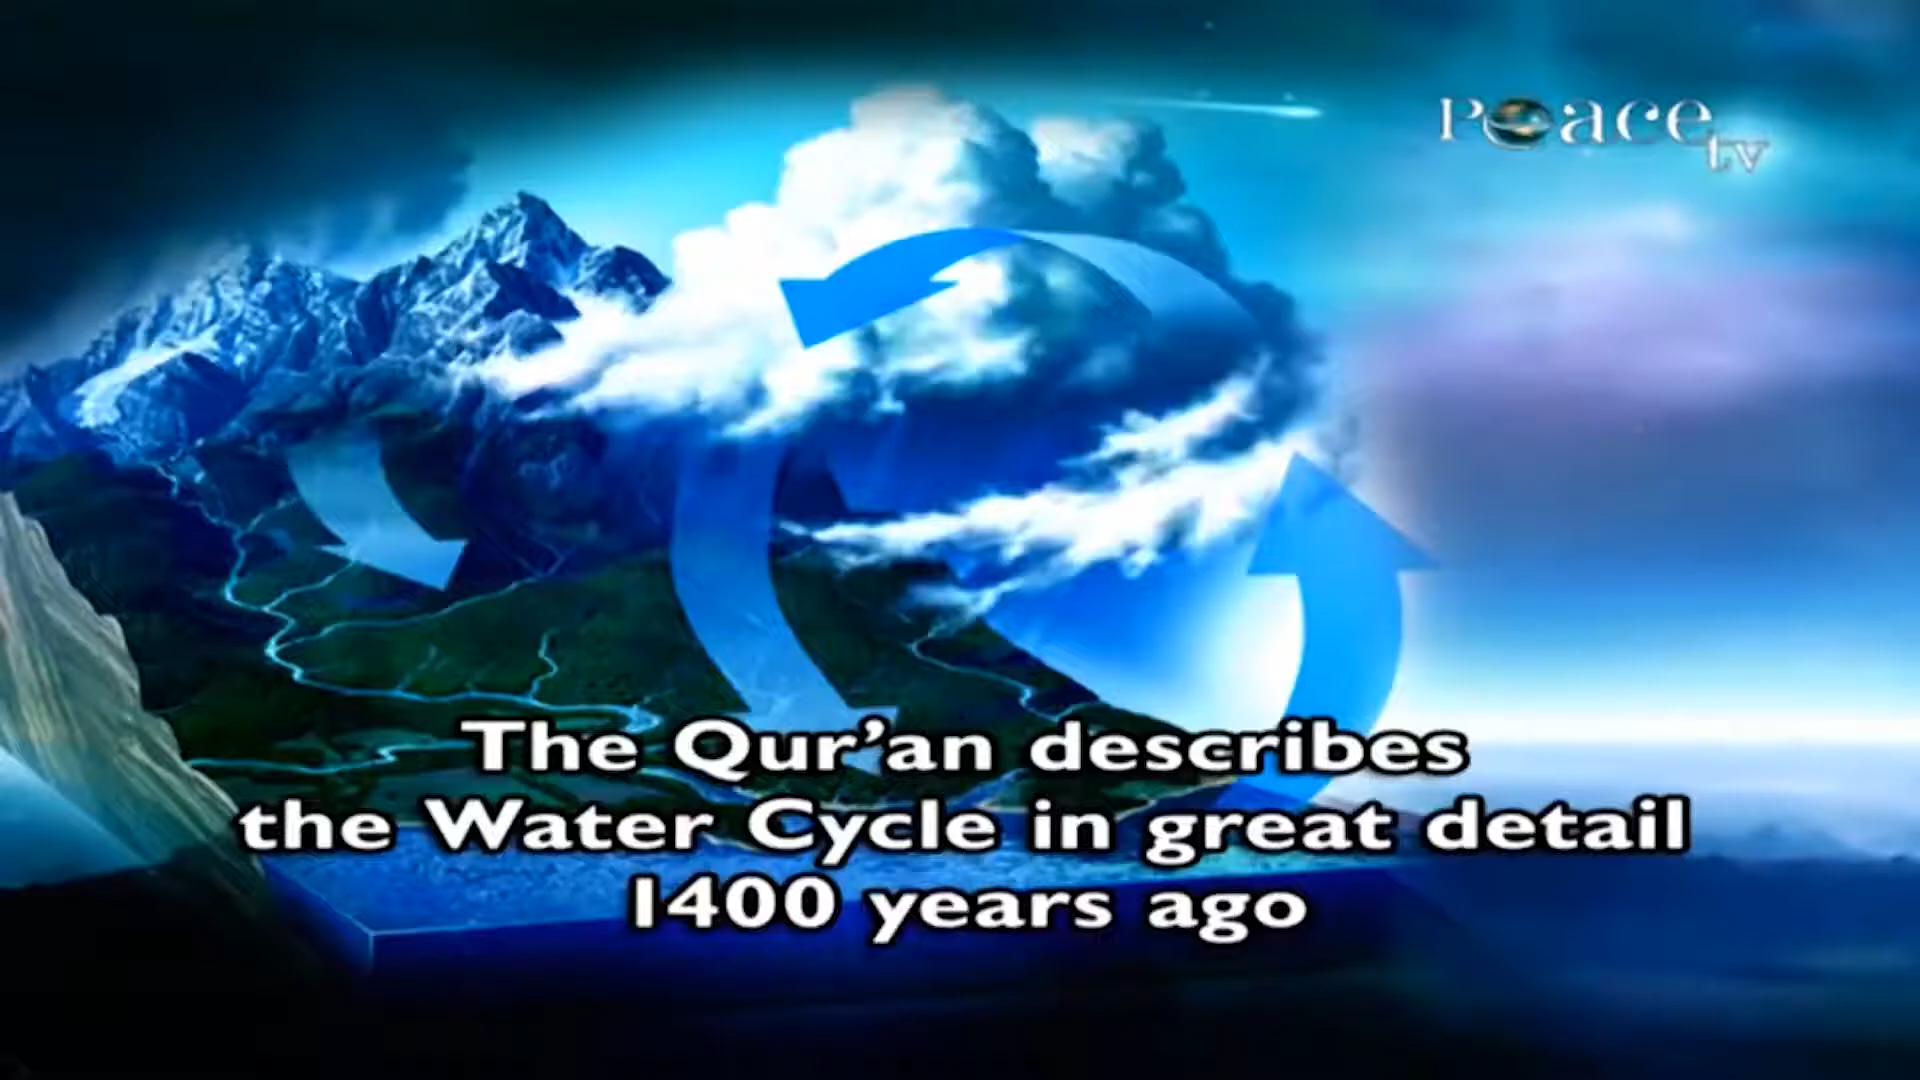 Peace
tv
The Qur’an describes
the Water Cycle in great detail
1400 years ago